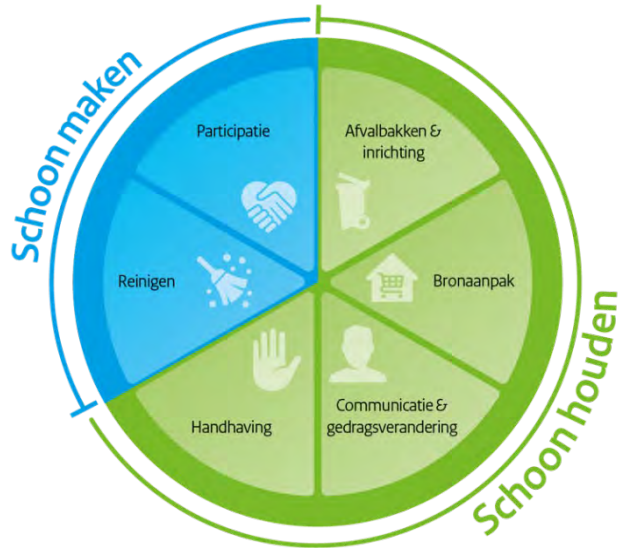 Schoon maken
Participatie
Afvalbakken &
inrichting
Reinigen
Bronaanpak
Handhaving
Communicatie &
gedragsverandering
Schoon houden